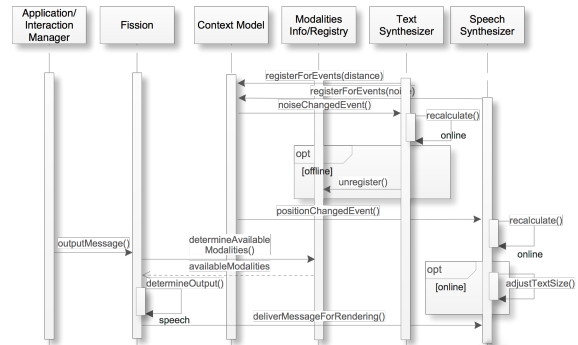 Application/
Interaction
Manager
Fission
Context Model
Modalities
Info/Registry
Text
Synthesizer
Speech
Synthesizer
registerForEvents(distance)
registerForEvents(noise)
noiseChangedEvent()
recalculate()
online
opt
[offline]
unregister()
positionChangedEvent()
recalculate()
online
outputMessage()
determineAvailable
Modalities()
availableModalities
opt
[online]
adjustTextSize()
determineOutput()
speech
deliverMessageForRendering()